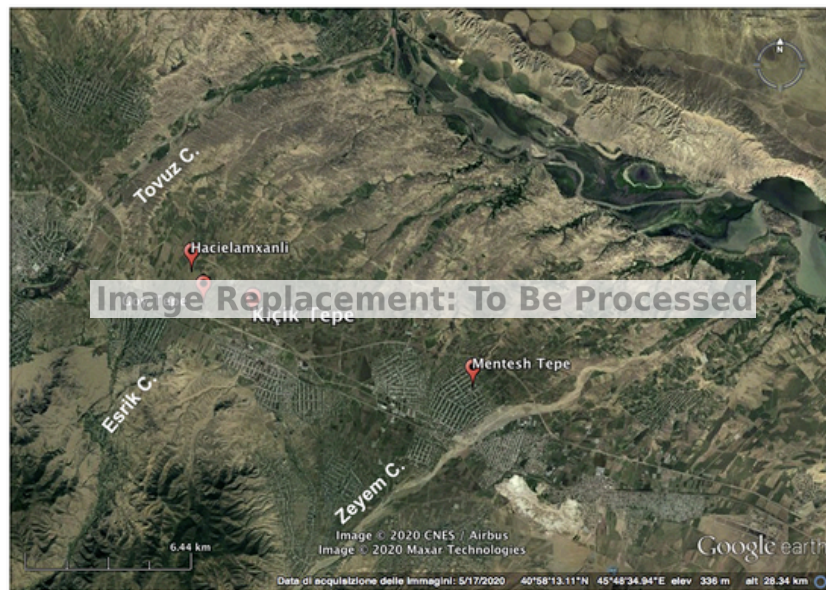 N
Tovuz C.
Hacielamxanli
Image Replacement: To Be Processed
Kiçik Tepe
Mentesh Tepe
Esrik C.
Zeyem C.
Image © 2020 CNES / Airbus
Image © 2020 Maxar Technologies
6.44 km
Google earth
Data di acquisizione delle immagini: 5/17/2020 40°58'13.11"N 45°48'34.94"E elev 336 m alt 28.34 km